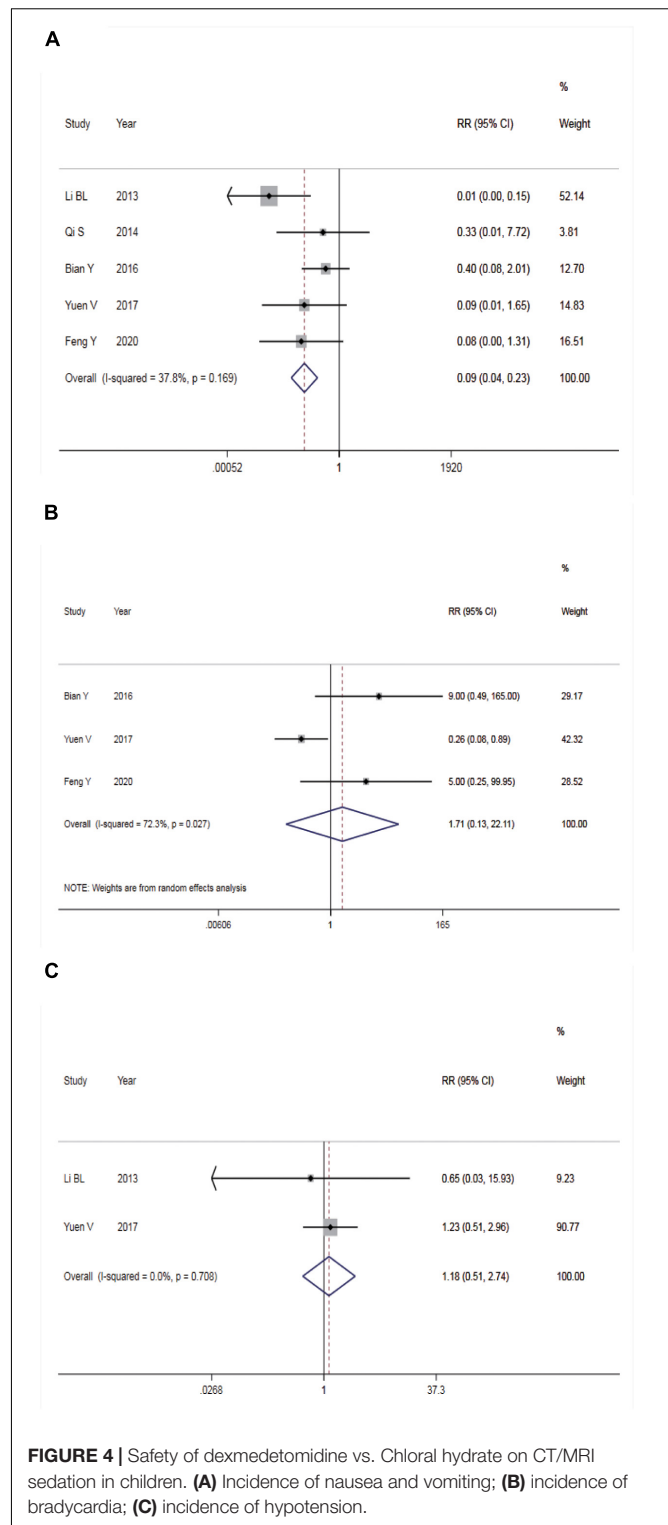 A
%
Study Year RR (95% CI) Weight
Li BL 2013 0.01 (0.00, 0.15) 52.14
Qi S 2014 0.33 (0.01, 7.72) 3.81
Bian Y 2016 0.40 (0.08, 2.01) 12.70
Yuen V 2017 0.09 (0.01, 1.65) 14.83
Feng Y 2020 0.08 (0.00, 1.31) 16.51
Overall (I-squared = 37.8%, p = 0.169) 0.09 (0.04, 0.23) 100.00
.00052 1 1920
B
%
Study Year RR (95% CI) Weight
Bian Y 2016 9.00 (0.49, 165.00) 29.17
Yuen V 2017 0.26 (0.08, 0.89) 42.32
Feng Y 2020 5.00 (0.25, 99.95) 28.52
Overall (I-squared = 72.3%, p = 0.027) 1.71 (0.13, 22.11) 100.00
NOTE: Weights are from random effects analysis
.00606 1 165
C
%
Study Year RR (95% CI) Weight
Li BL 2013 0.65 (0.03, 15.93) 9.23
Yuen V 2017 1.23 (0.51, 2.96) 90.77
Overall (I-squared = 0.0%, p = 0.708) 1.18 (0.51, 2.74) 100.00
.0268 1 37.3
FIGURE 4 | Safety of dexmedetomidine vs. Chloral hydrate on CT/MRI
sedation in children. (A) Incidence of nausea and vomiting; (B) incidence of
bradycardia; (C) incidence of hypotension.